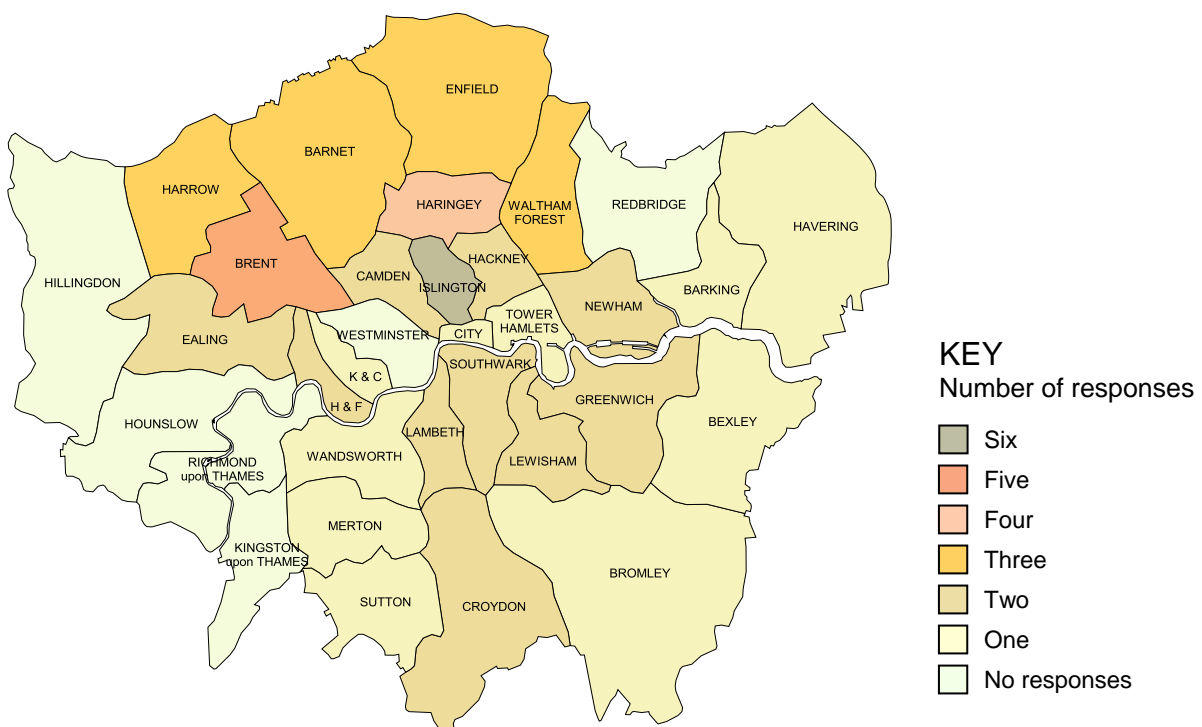 ENFIELD
BARNET
HARROW
HARINGEY
WALTHAM
FOREST
REDBRIDGE
HAVERING
HILLINGDON
BRENT
CAMDEN
ISLINGTON
HACKNEY
BARKING
NEWHAM
EALING
WESTMINSTER
CITY
TOWER
HAMLETS
K & C
H & F
SOUTHWARK
GREENWICH
BEXLEY
HOUNSLOW
RICHMOND
upon THAMES
WANDSWORTH
LAMBETH
LEWISHAM
MERTON
KINGSTON
upon THAMES
SUTTON
CROYDON
BROMLEY
KEY
Number of responses
Six
Five
Four
Three
Two
One
No responses